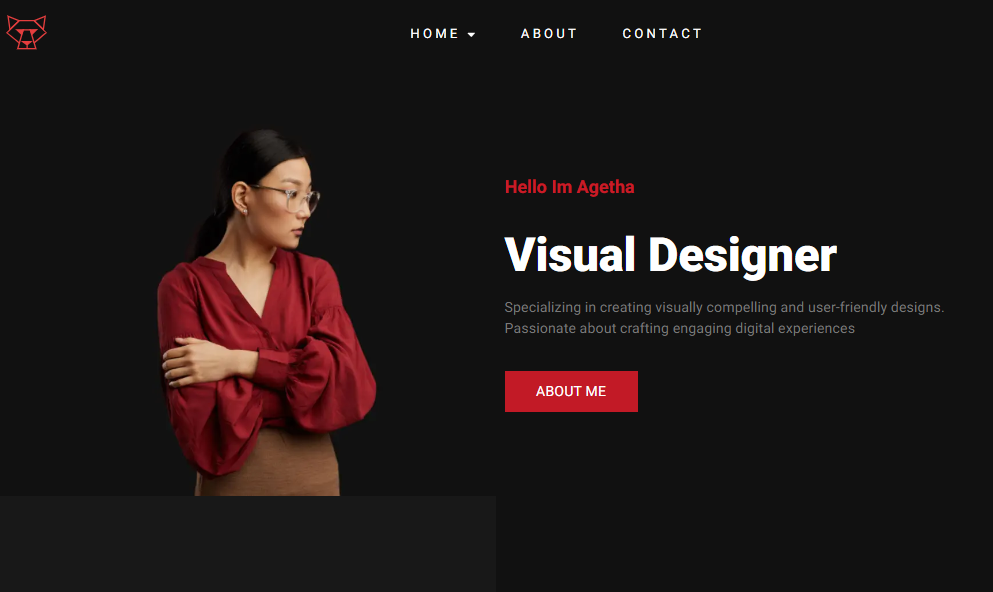 HOME
ABOUT
CONTACT
Hello Im Agetha
Visual Designer
Specializing in creating visually compelling and user-friendly designs.
Passionate about crafting engaging digital experiences
ABOUT ME